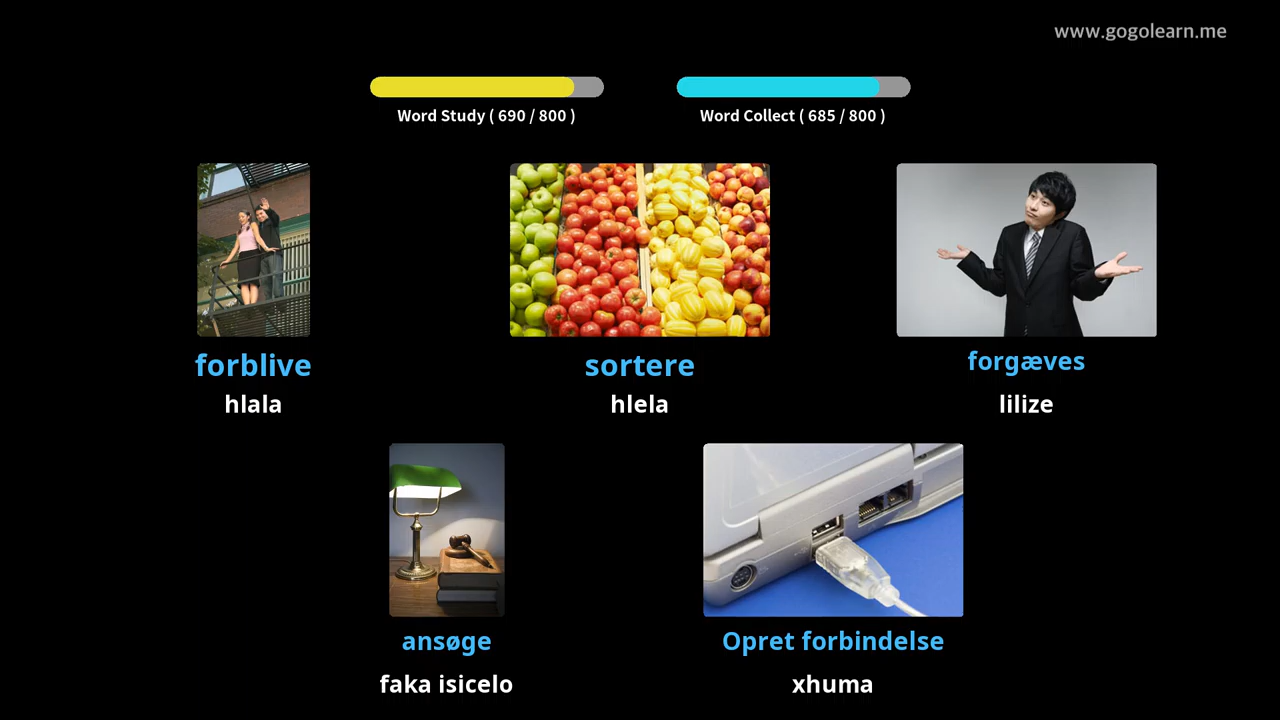 www.gogolearn.me
Word Study ( 690 / 800 )
Word Collect ( 685 / 800 )
forblive
hlala
sortere
hlela
forgæves
lilize
ansøge
faka isicelo
Opret forbindelse
xhuma